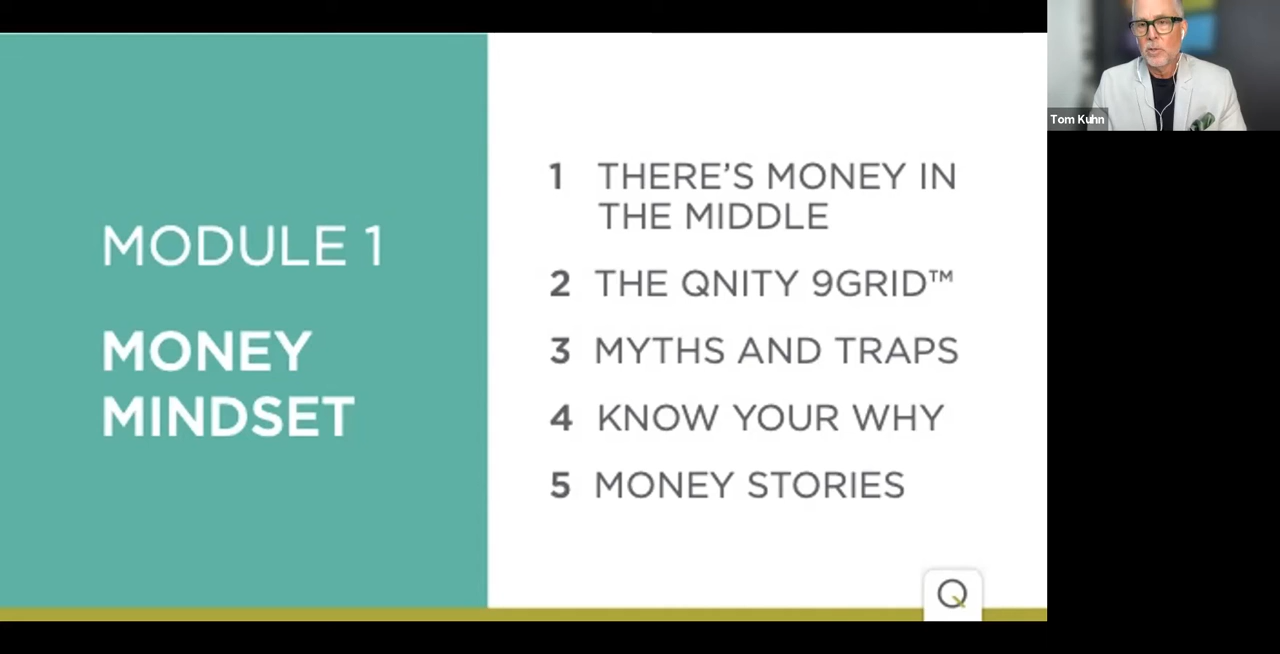 MODULE 1
MONEY
MINDSET
1 THERE'S MONEY IN
THE MIDDLE
2 THE QNITY 9GRID™
3 MYTHS AND TRAPS
4 KNOW YOUR WHY
5 MONEY STORIES
Q
Tom Kuhn